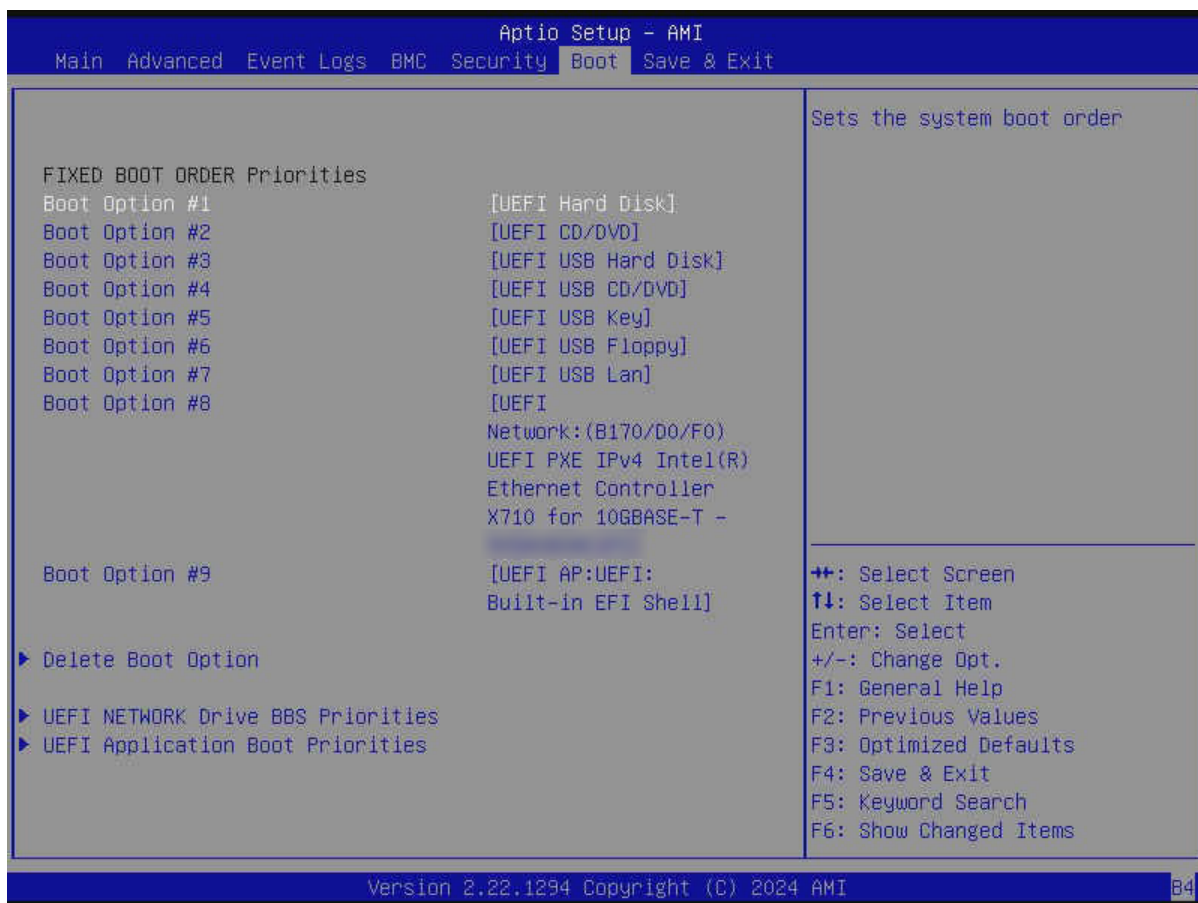 Aptio Setup – AMI
Main Advanced Event Logs BMC Security Boot Save & Exit
Sets the system boot order
FIXED BOOT ORDER Priorities
Boot Option #1 [UEFI Hard Disk]
Boot Option #2 [UEFI CD/DVD]
Boot Option #3 [UEFI USB Hard Disk]
Boot Option #4 [UEFI USB CD/DVD]
Boot Option #5 [UEFI USB Key]
Boot Option #6 [UEFI USB Floppy]
Boot Option #7 [UEFI USB Lan]
Boot Option #8 [UEFI
Network:(B170/D0/F0)
UEFI PXE IPv4 Intel(R)
Ethernet Controller
X710 for 10GBASE-T -
Boot Option #9 [UEFI AP:UEFI:
Built-in EFI Shell]
Delete Boot Option
UEFI NETWORK Drive BBS Priorities
UEFI Application Boot Priorities
→←: Select Screen
↑↓: Select Item
Enter: Select
+/-: Change Opt.
F1: General Help
F2: Previous Values
F3: Optimized Defaults
F4: Save & Exit
F5: Keyword Search
F6: Show Changed Items
Version 2.22.1294 Copyright (C) 2024 AMI
B4